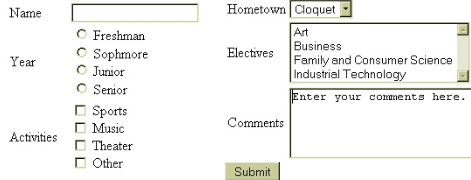 Name
Year
Freshman
Sophmore
Junior
Senior
Activities
Sports
Music
Theater
Other
Hometown Cloquet
Electives
Art
Business
Family and Consumer Science
Industrial Technology
Comments
Enter your comments here.
Submit